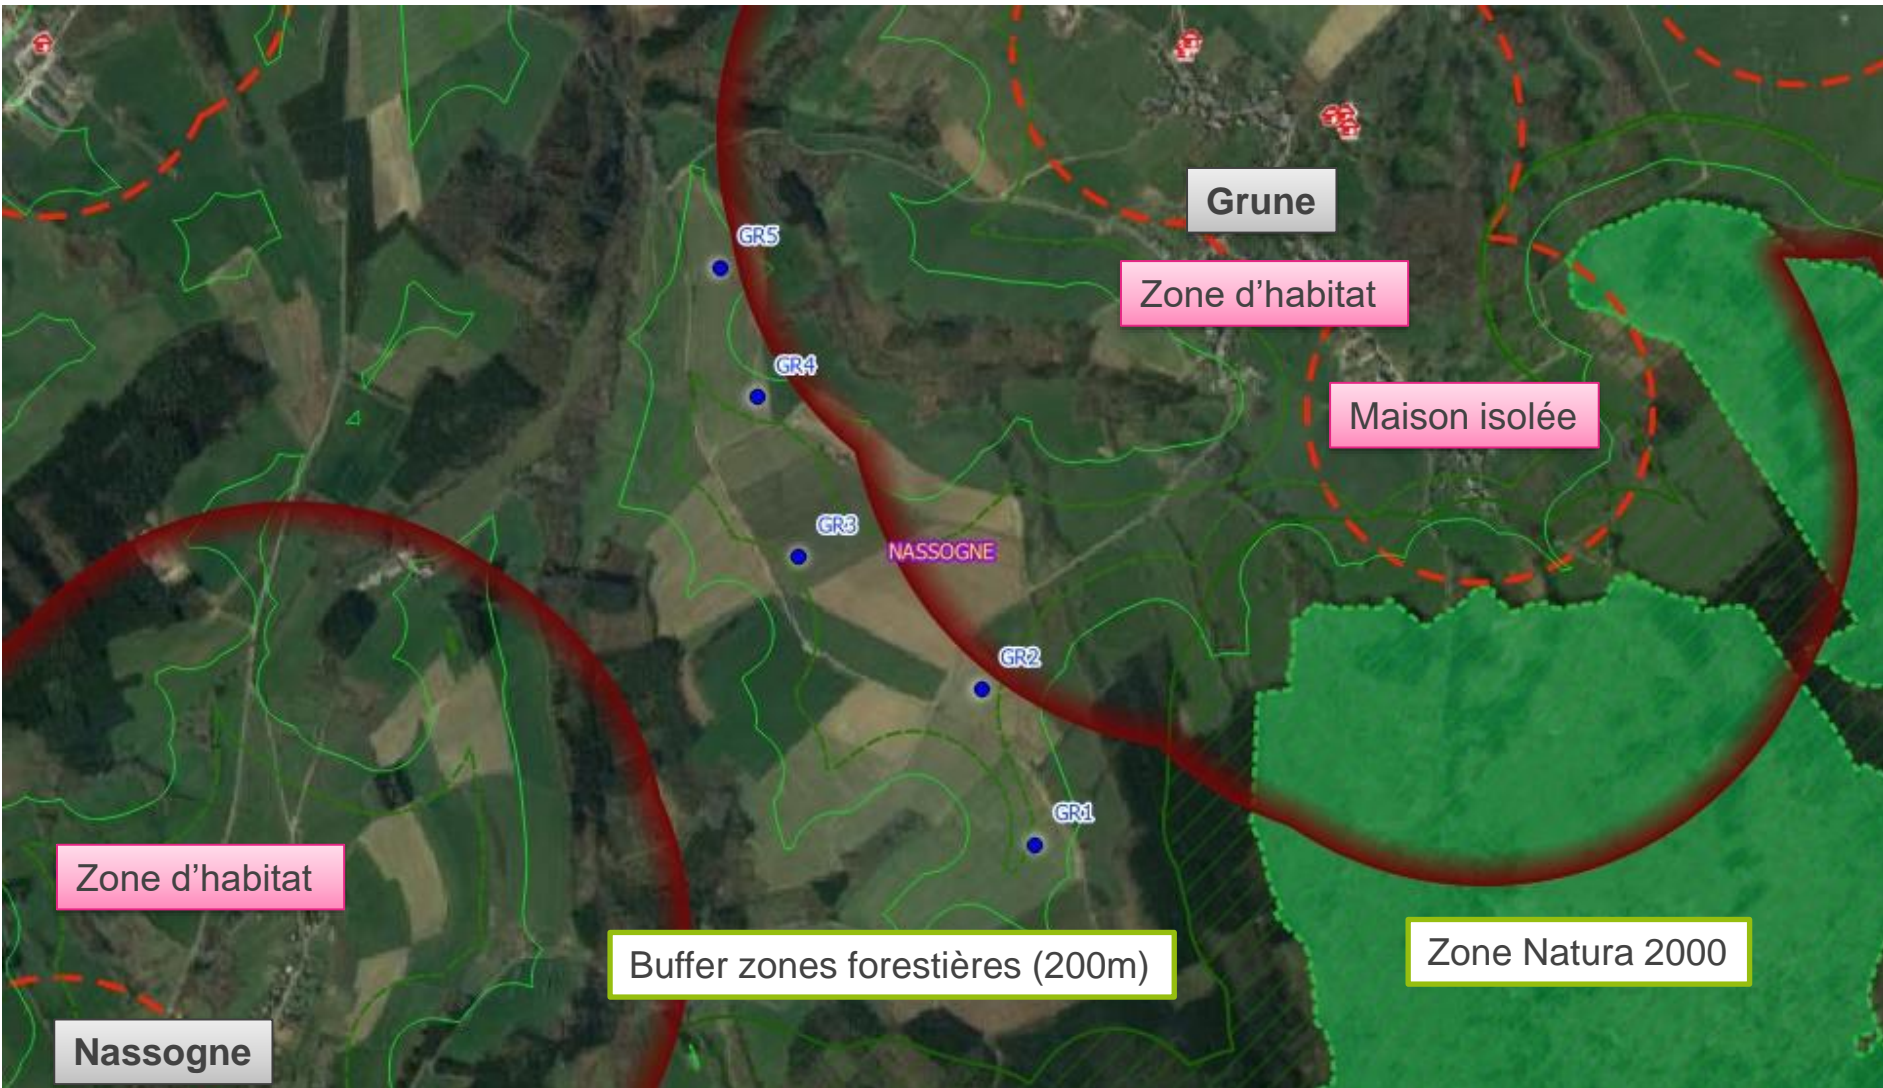 Grune
GR5
Zone d'habitat
GR4
Maison isolée
GR3
NASSOGNE
GR2
GR1
Zone d'habitat
Buffer zones forestières (200m)
Zone Natura 2000
Nassogne